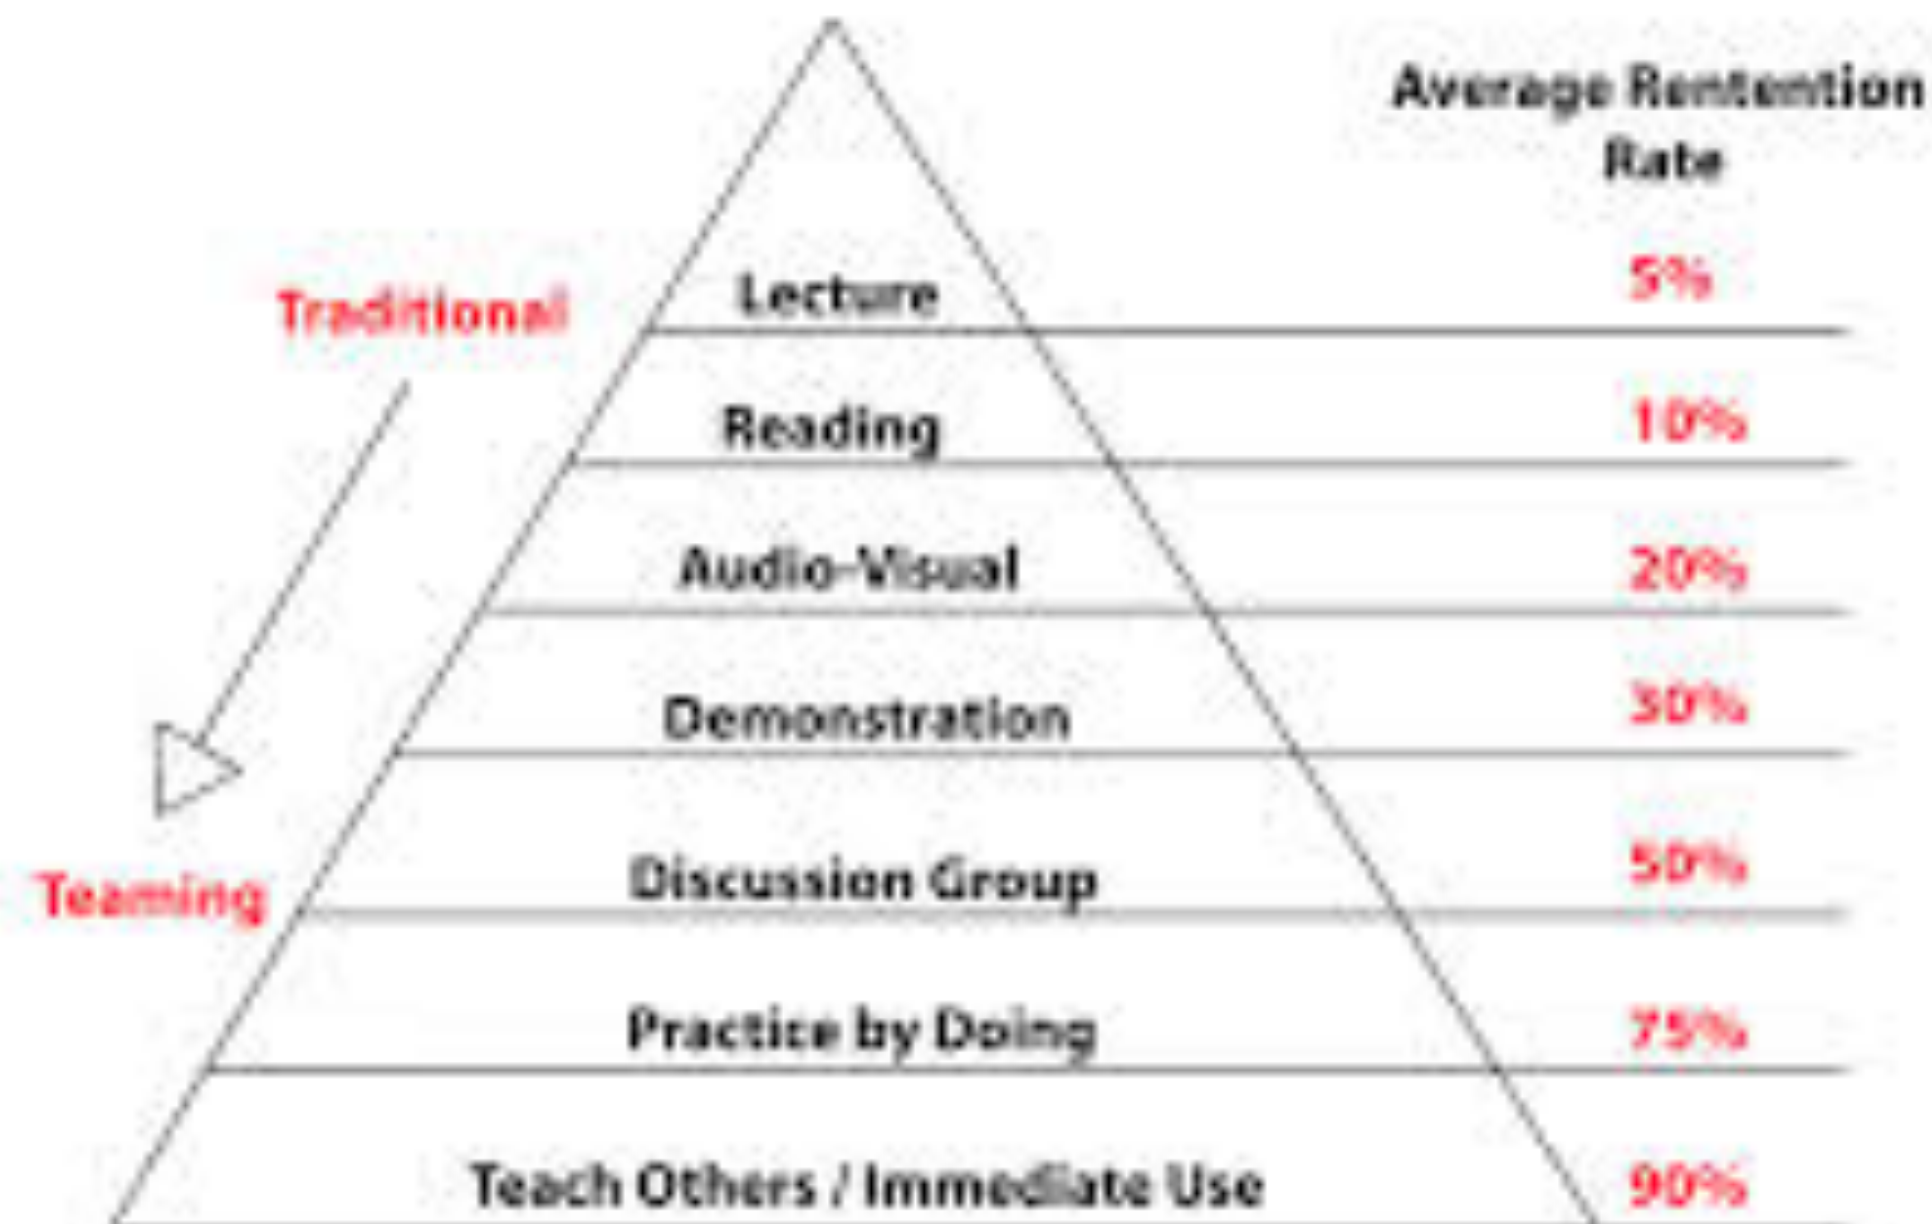 Average Rentention
Rate
Traditional
Lecture
5%
Reading
10%
Audio-Visual
20%
Demonstration
30%
Teaming
Discussion Group
50%
Practice by Doing
75%
Teach Others / Immediate Use
90%